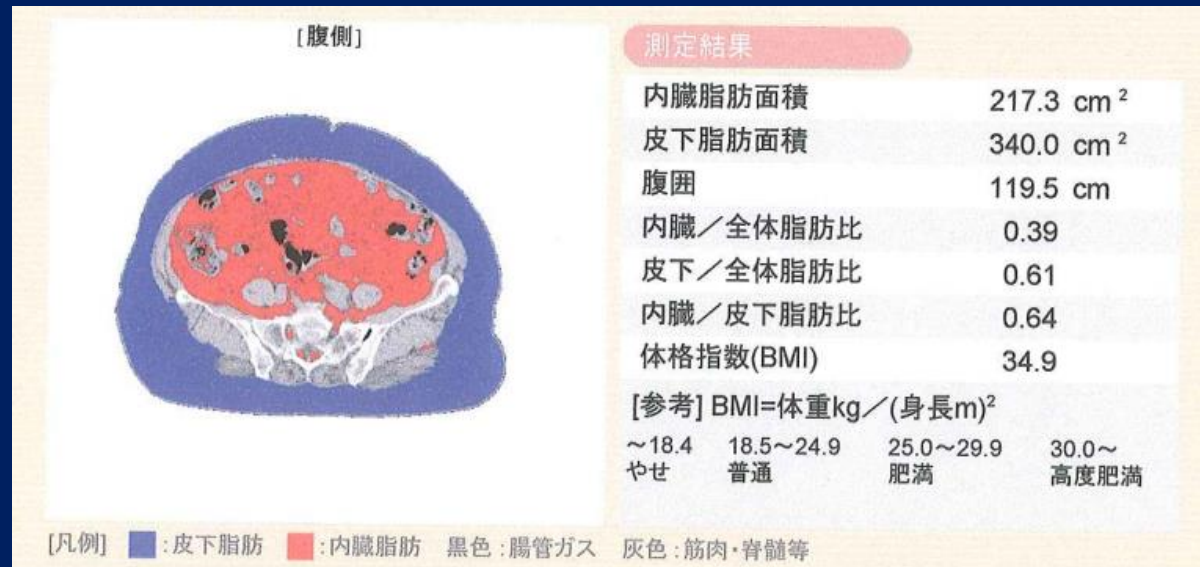 [腹側]
測定結果
内臓脂肪面積 217.3 cm²
皮下脂肪面積 340.0 cm²
腹囲 119.5 cm
内臓／全体脂肪比 0.39
皮下／全体脂肪比 0.61
内臓／皮下脂肪比 0.64
体格指数(BMI) 34.9
[参考] BMI=体重kg／(身長m)²
～18.4 18.5～24.9 25.0～29.9 30.0～
やせ 普通 肥満 高度肥満
[凡例] :皮下脂肪 :内臓脂肪 黒色:腸管ガス 灰色:筋肉・脊髄等